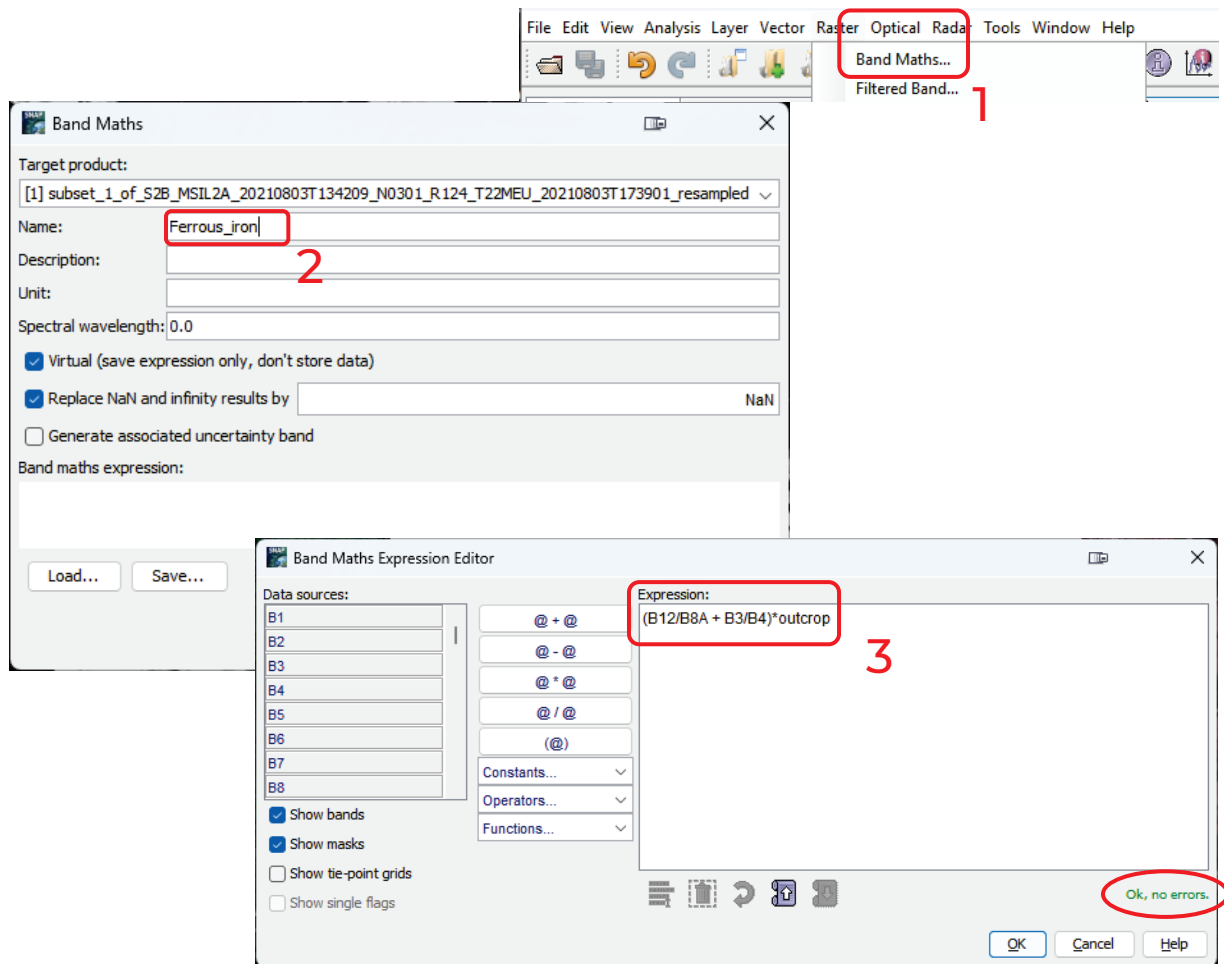 File Edit View Analysis Layer Vector Raster Optical Radar Tools Window Help
Band Maths...
Filtered Band...
1
SNAP
Band Maths
Target product:
[1] subset_1_of_S2B_MSIL2A_20210803T134209_N0301_R124_T22MEU_20210803T173901_resampled
Name: Ferrous_iron
2
Description:
Unit:
Spectral wavelength: 0.0
Virtual (save expression only, don't store data)
Replace NaN and infinity results by NaN
Generate associated uncertainty band
Band maths expression:
Load... Save...
SNAP
Band Maths Expression Editor
Data sources: Expression:
B1 @ + @ (B12/B8A + B3/B4)*outcrop
B2 @ - @
B3 3
B4 @ * @
B5 @ / @
B6 (@)
B7 Constants...
B8 Operators...
Show bands Functions...
Show masks
Show tie-point grids
Show single flags
Ok, no errors.
OK Cancel Help